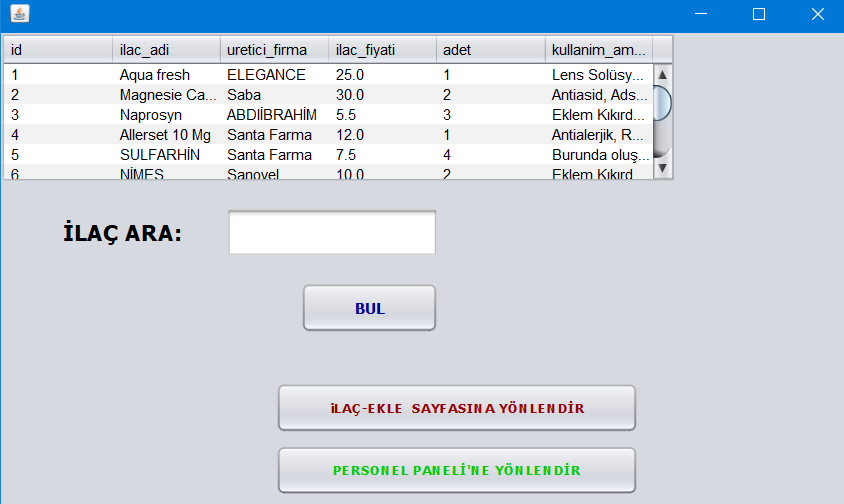 id ilac_adi uretici_firma ilac_fiyati adet kullanim_am...
1 Aqua fresh ELEGANCE 25.0 1 Lens Solüsy...
2 Magnesie Ca... Saba 30.0 2 Antiasid, Ads...
3 Naprosyn ABDIİBRAHİM 5.5 3 Eklem Kıkırd...
4 Allerset 10 Mg Santa Farma 12.0 1 Antialerjik, R...
5 SULFARHİN Santa Farma 7.5 4 Burunda oluş...
6 NİMES Sanovel 10.0 2 Eklem Kıkırd
İLAÇ ARA:
BUL
iLAÇ-EKLE SAYFASINA YÖNLENDİR
PERSONEL PANELİ'NE YÖNLENDİR